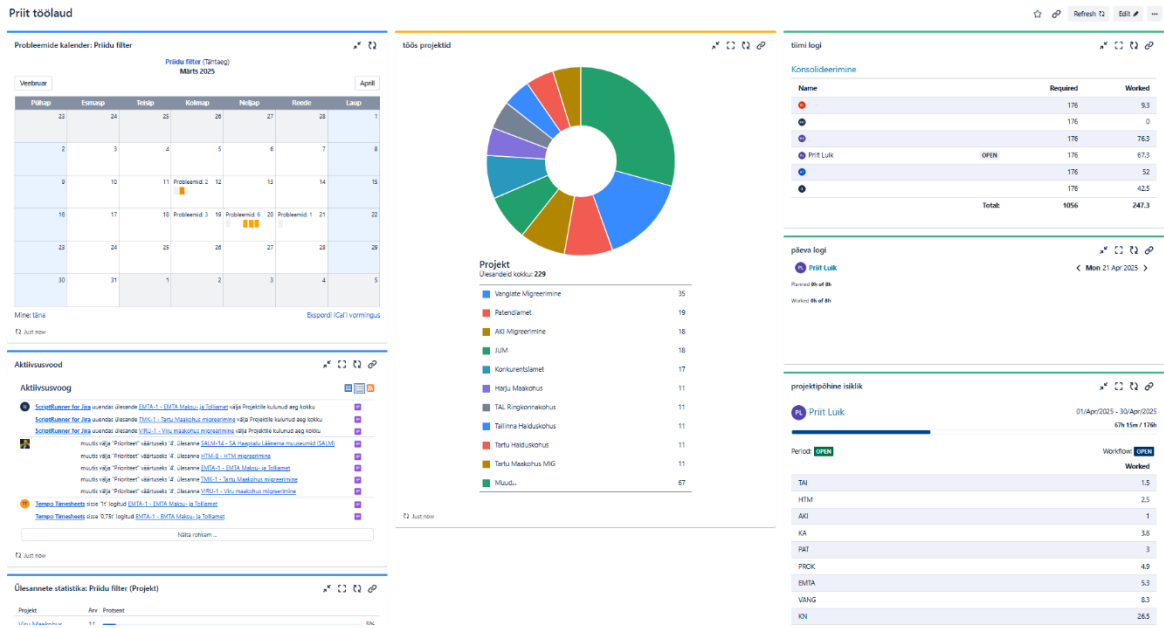 Priit töölaud
Refresh
Edit
Probleemide kalender: Priidu filter
Priidu filter (Tähtaeg)
Märts 2025
Veebruar
Aprill
Pühap Esmasp Teisip Kolmap Neljap Reede Laup
23 24 25 26 27 28 1
2 3 4 5 6 7 8
9 10 11 Probleemid: 2 12 13 14 15
16 17 18 Probleemid: 3 19 Probleemid: 6 20 Probleemid: 1 21 22
23 24 25 26 27 28 29
30 31 1 2 3 4 5
Mine: täna
Ekspordi iCal'i vormingus
Just now
Aktiivsusvood
Aktiivsusvoog
ScriptRunner for Jira uuendas ülesande EMTA-1 - EMTA Maksu- ja Tolliamet välja Projektile kulunud aeg kokku
ScriptRunner for Jira uuendas ülesande TMK-1 - Tartu Maakohus migreerimine välja Projektile kulunud aeg kokku
ScriptRunner for Jira uuendas ülesande VIRU-1 - Viru maakohus migreerimine välja Projektile kulunud aeg kokku
muutis välja "Prioriteet" väärtuseks '4', ülesanne SALM-14 - SA Haapsalu Läänema muuseumid (SALM)
muutis välja "Prioriteet" väärtuseks '4', ülesanne HTM-8 - HTM migreerimine
muutis välja "Prioriteet" väärtuseks '4', ülesanne EMTA-1 - EMTA Maksu- ja Tolliamet
muutis välja "Prioriteet" väärtuseks '4', ülesanne TMK-1 - Tartu Maakohus migreerimine
muutis välja "Prioriteet" väärtuseks '4', ülesanne VIRU-1 - Viru maakohus migreerimine
Tempo Timesheets sisse '1t' logitud EMTA-1 - EMTA Maksu- ja Tolliamet
Tempo Timesheets sisse '0,75t' logitud EMTA-1 - EMTA Maksu- ja Tolliamet
Näita rohkem ...
Just now
Ülesannete statistika: Priidu filter (Projekt)
Projekt Arv Protsent
Viru Maakohus 11 5%
töös projektid
Projekt
Ülesandeid kokku: 229
Vanglate Migreerimine 35
Patendiamet 19
AKI Migreerimine 18
JUM 18
Konkurentsiamet 17
Harju Maakohus 11
TAL Ringkonnakohus 11
Tallinna Halduskohus 11
Tartu Halduskohus 11
Tartu Maakohus MIG 11
Muud... 67
Just now
tiimi logi
Konsolideerimine
Name Required Worked
176 9.3
176 0
176 76.3
Priit Luik OPEN 176 67.3
176 52
176 42.5
Total: 1056 247.3
päeva logi
PL Priit Luik
Mon 21 Apr 2025
Planned 0h of 0h
Worked 0h of 0h
projektipõhine isiklik
PL Priit Luik
01/Apr/2025 - 30/Apr/2025
67h 15m / 176h
Period: OPEN
Workflow: OPEN
Worked
TAI 1.5
HTM 2.5
AKI 1
KA 3.8
PAT 3
PROK 4.9
EMTA 5.3
VANG 8.3
KN 26.5